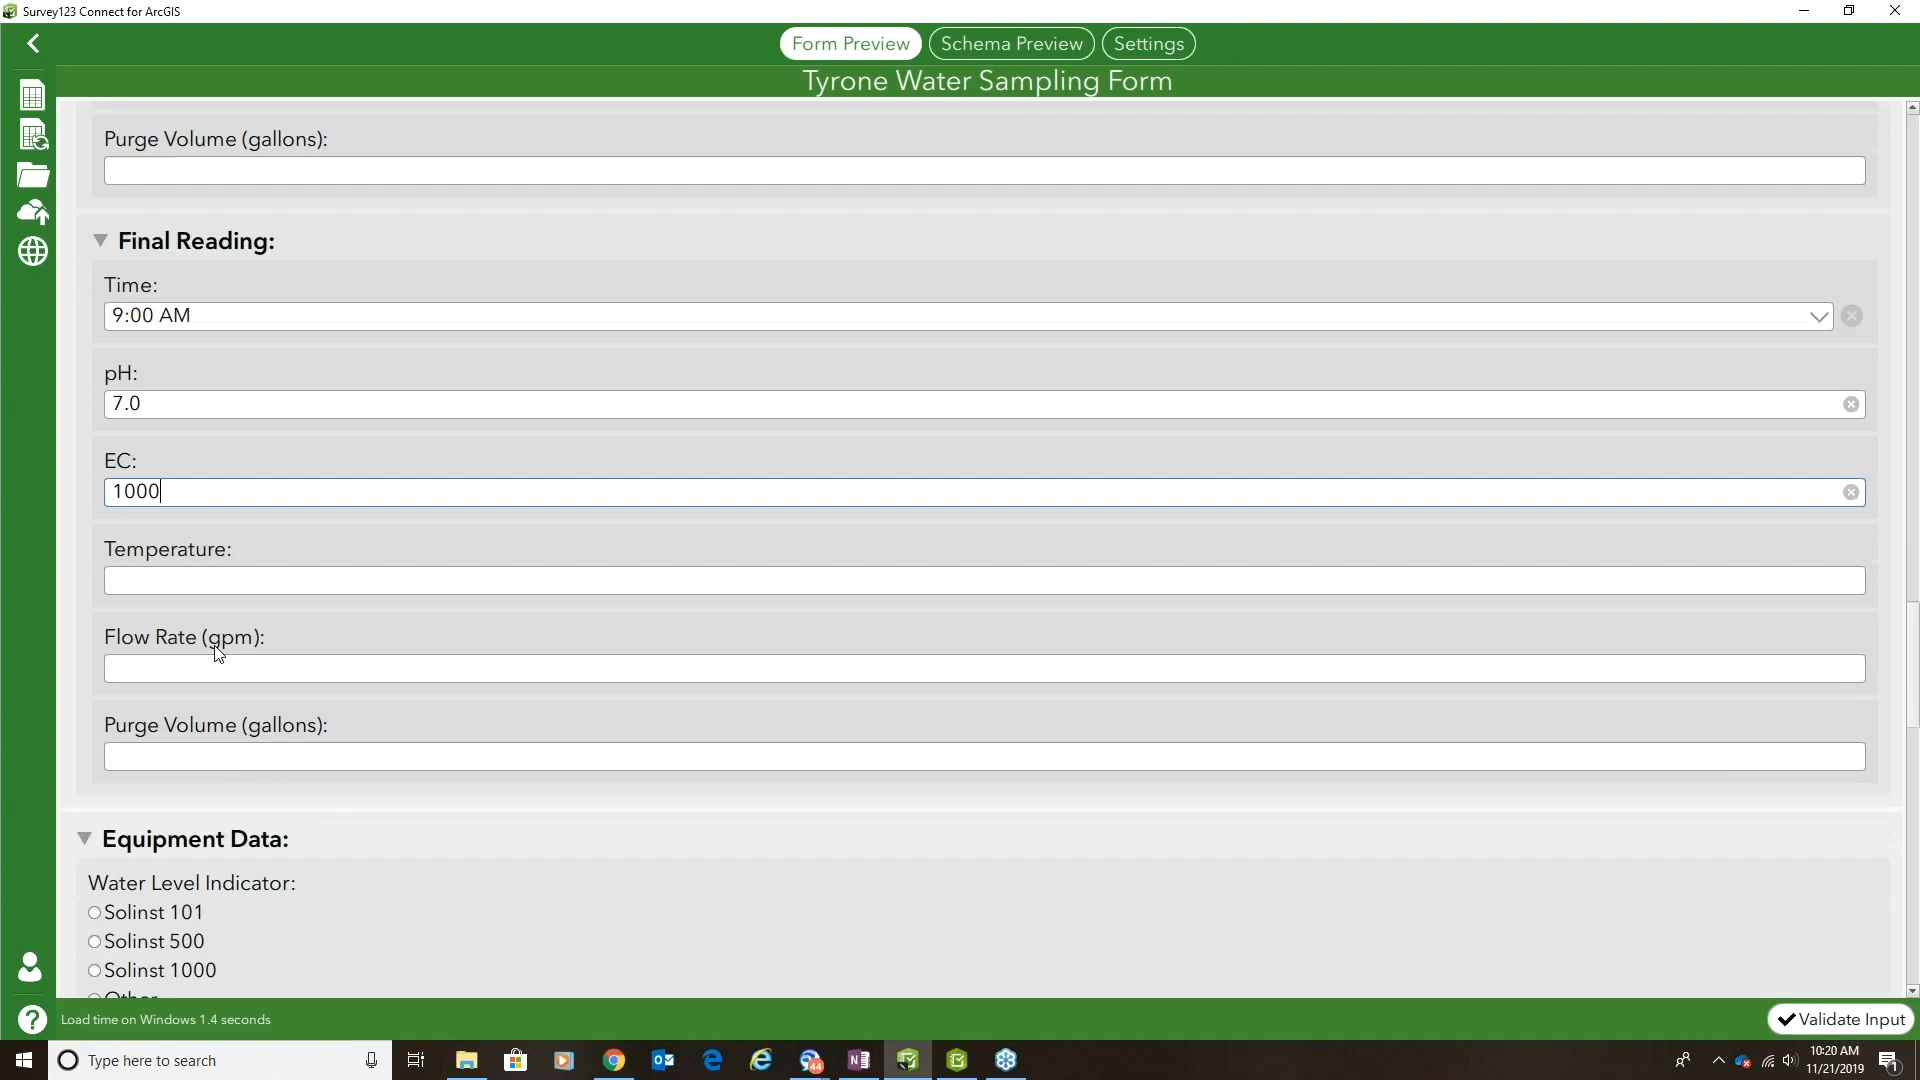 Survey123 Connect for ArcGIS
Form Preview Schema Preview Settings
Tyrone Water Sampling Form
Purge Volume (gallons):
Final Reading:
Time:
9:00 AM
pH:
7.0
EC:
1000
Temperature:
Flow Rate (gpm):
Purge Volume (gallons):
Equipment Data:
Water Level Indicator:
Solinst 101
Solinst 500
Solinst 1000
Other
? Load time on Windows 1.4 seconds
Validate Input
Type here to search
44
10:20 AM
11/21/2019
1